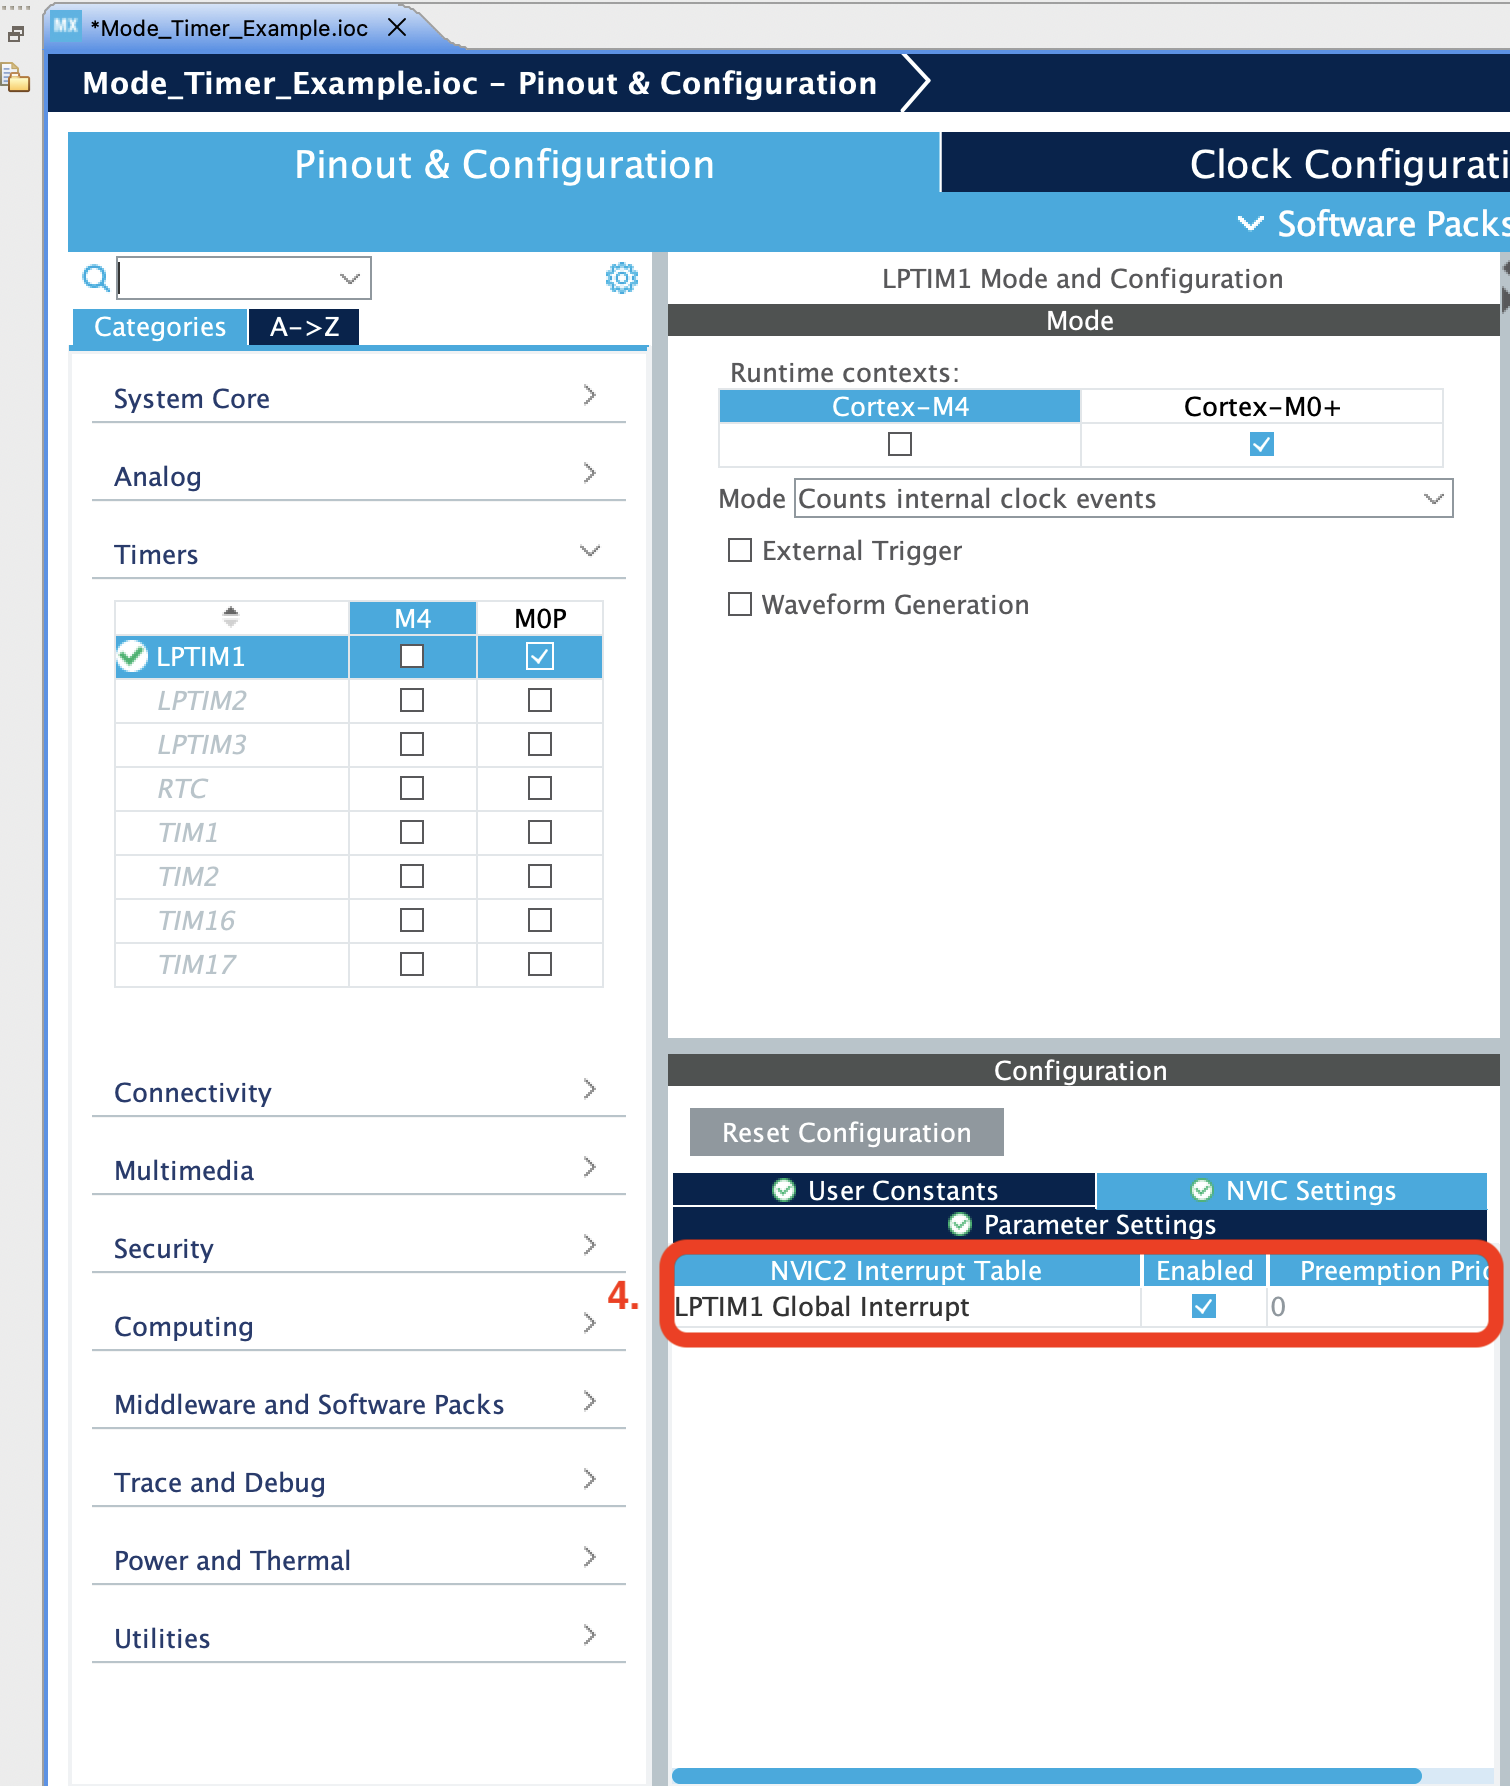 MX *Mode_Timer_Example.ioc
Mode_Timer_Example.ioc – Pinout & Configuration
Pinout & Configuration
Clock Configurati
Software Packs
Categories
A->Z
System Core
Analog
Timers
M4 M0P
LPTIM1
LPTIM2
LPTIM3
RTC
TIM1
TIM2
TIM16
TIM17
Connectivity
Multimedia
Security
Computing
Middleware and Software Packs
Trace and Debug
Power and Thermal
Utilities
LPTIM1 Mode and Configuration
Mode
Runtime contexts:
Cortex-M4 Cortex-M0+
Mode Counts internal clock events
External Trigger
Waveform Generation
Configuration
Reset Configuration
User Constants NVIC Settings
Parameter Settings
4.
NVIC2 Interrupt Table Enabled Preemption Pric
LPTIM1 Global Interrupt 0